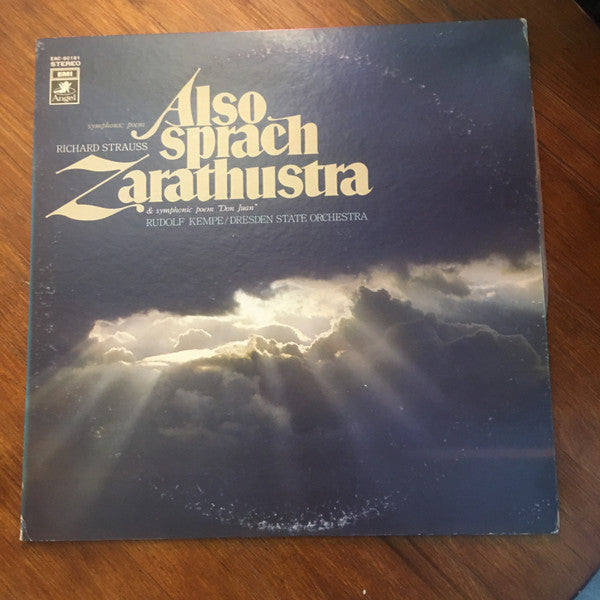 EAC-80181
STEREO
EMI
Angel
symphonic poem
Also
RICHARD STRAUSS
sprach
Zarathustra
& symphonic poem "Don Juan"
RUDOLF KEMPE/DRESDEN STATE ORCHESTRA